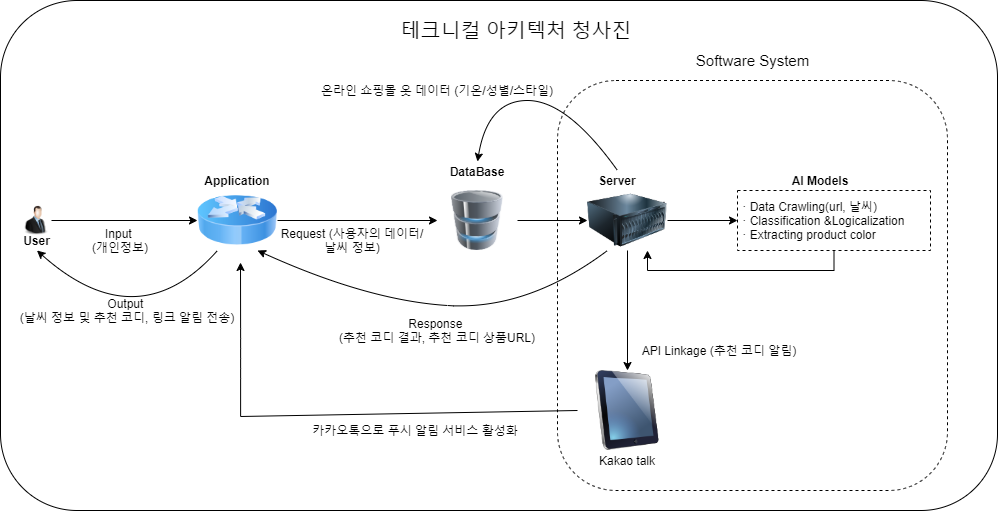 테크니컬 아키텍처 청사진
Software System
온라인 쇼핑몰 옷 데이터 (기온/성별/스타일)
DataBase
Application
Server
AI Models
· Data Crawling(url, 날씨)
· Classification &Logicalization
· Extracting product color
User
Input
(개인정보)
Request (사용자의 데이터/
날씨 정보)
Output
(날씨 정보 및 추천 코디, 링크 알림 전송)
Response
(추천 코디 결과, 추천 코디 상품URL)
API Linkage (추천 코디 알림)
카카오톡으로 푸시 알림 서비스 활성화
Kakao talk